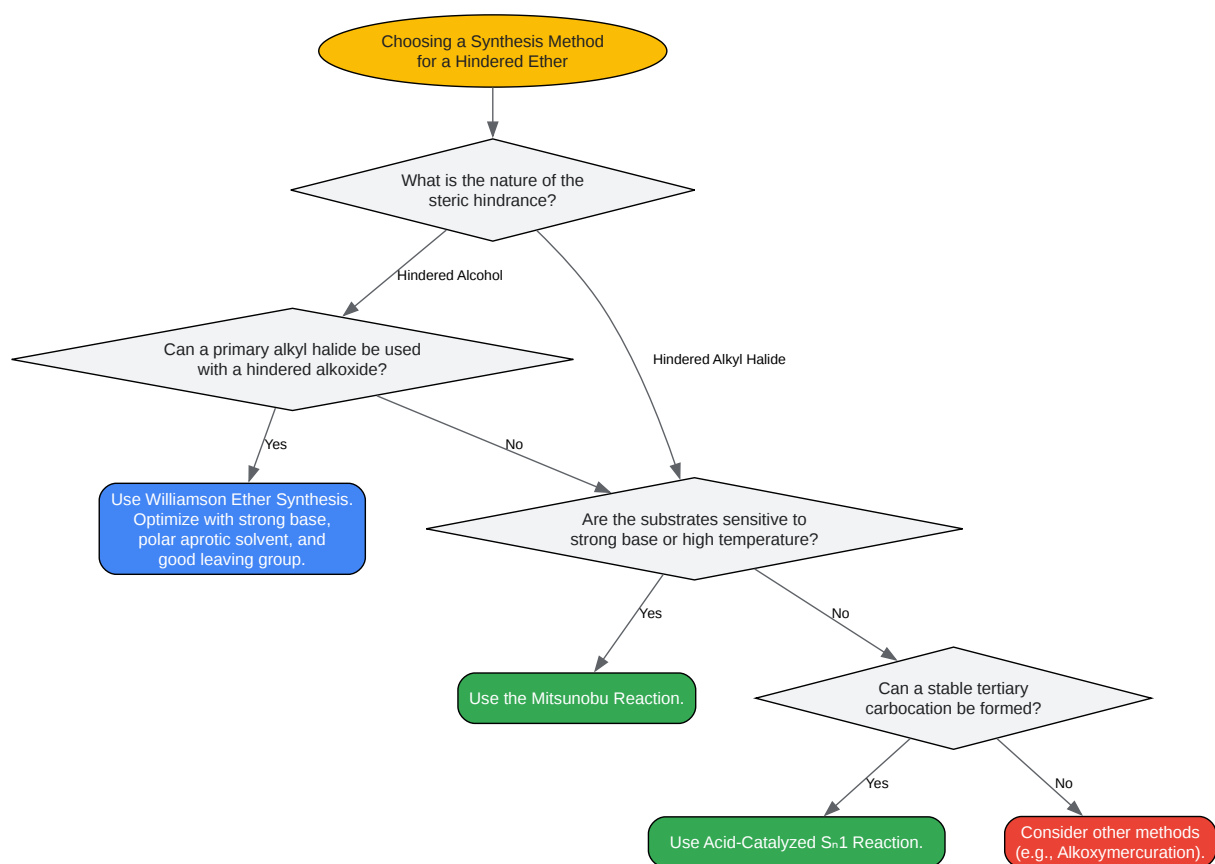 Choosing a Synthesis Method
for a Hindered Ether
What is the nature of the
steric hindrance?
Hindered Alcohol
Can a primary alkyl halide be used
with a hindered alkoxide?
Hindered Alkyl Halide
Yes
No
Use Williamson Ether Synthesis.
Optimize with strong base,
polar aprotic solvent, and
good leaving group.
Are the substrates sensitive to
strong base or high temperature?
Yes
No
Use the Mitsunobu Reaction.
Can a stable tertiary
carbocation be formed?
Yes
No
Use Acid-Catalyzed Sₙ1 Reaction.
Consider other methods
(e.g., Alkoxymercuration).